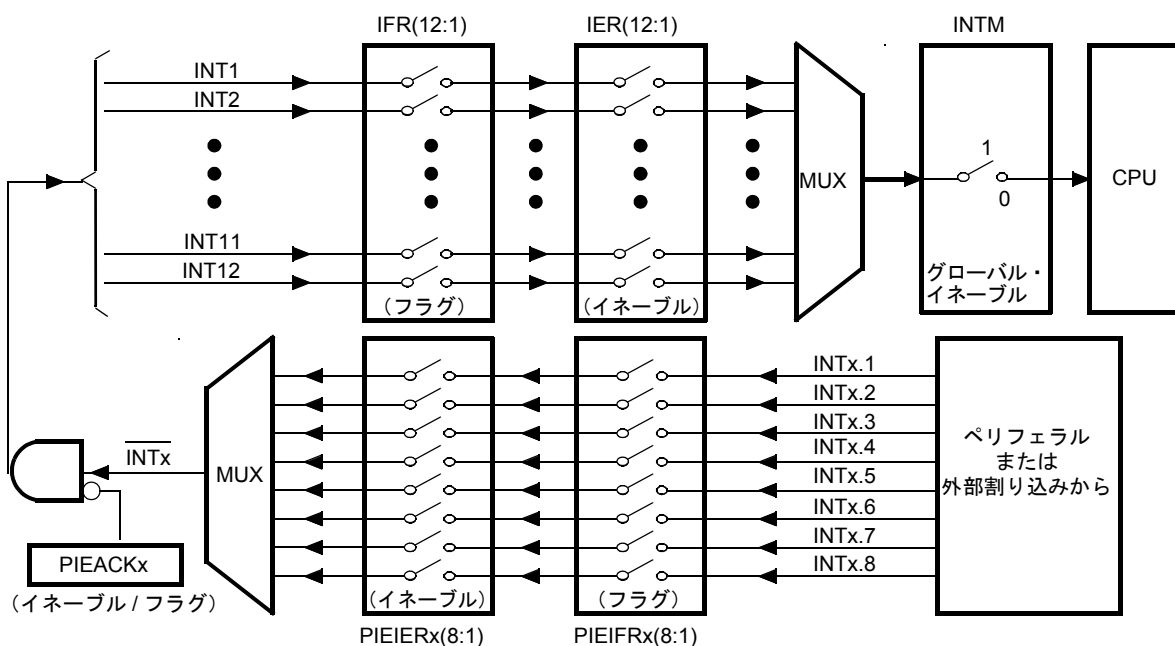 IFR(12:1)
IER(12:1)
INTM
INT1
INT2
INT11
INT12
MUX
1
0
CPU
(フラグ)
(イネーブル)
グローバル・
イネーブル
INTx
MUX
PIEACKx
(イネーブル / フラグ)
(イネーブル)
(フラグ)
PIEIERx(8:1)
PIEIFRx(8:1)
INTx.1
INTx.2
INTx.3
INTx.4
INTx.5
INTx.6
INTx.7
INTx.8
ペリフェラル
または
外部割り込みから